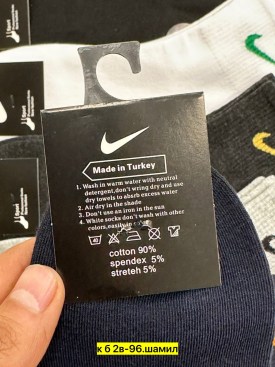 Made in Turkey
1. Wash in warm water with neutral
detergent,don't wring dry and use
dry towels to absorb excess water
2. Air dry in the shade
3. Don't use an iron in the sun
4. White socks don't wash with other
colors,easily
40
cotton 90%
spendex 5%
streteh 5%
к б 2в-96.шамил